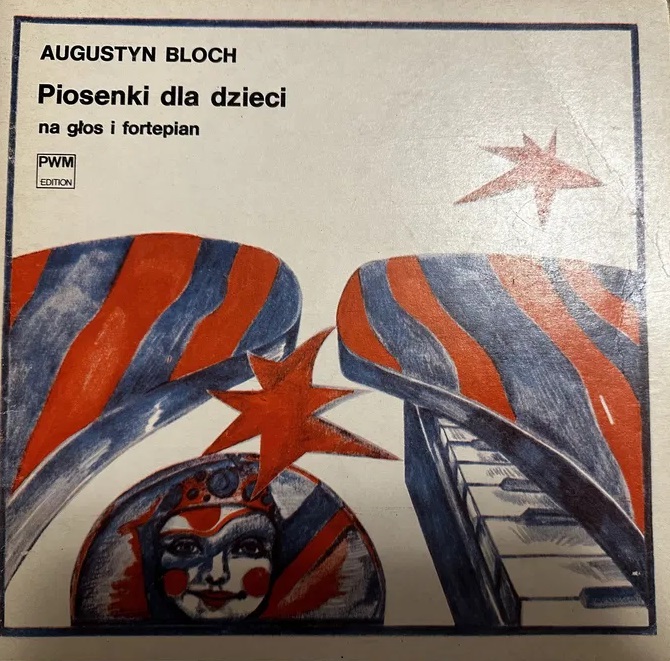 AUGUSTYN BLOCH
Piosenki dla dzieci
na głos i fortepian
PWM
EDITION